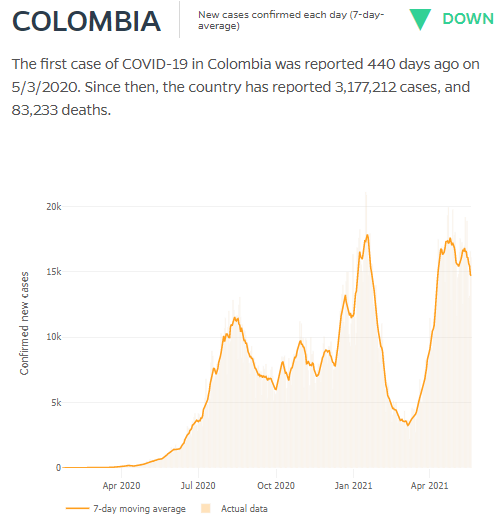 COLOMBIA
New cases confirmed each day (7-day-
average)
DOWN
The first case of COVID-19 in Colombia was reported 440 days ago on
5/3/2020. Since then, the country has reported 3,177,212 cases, and
83,233 deaths.
20k
15k
10k
5k
0
Confirmed new cases
Apr 2020 Jul 2020 Oct 2020 Jan 2021 Apr 2021
7-day moving average Actual data